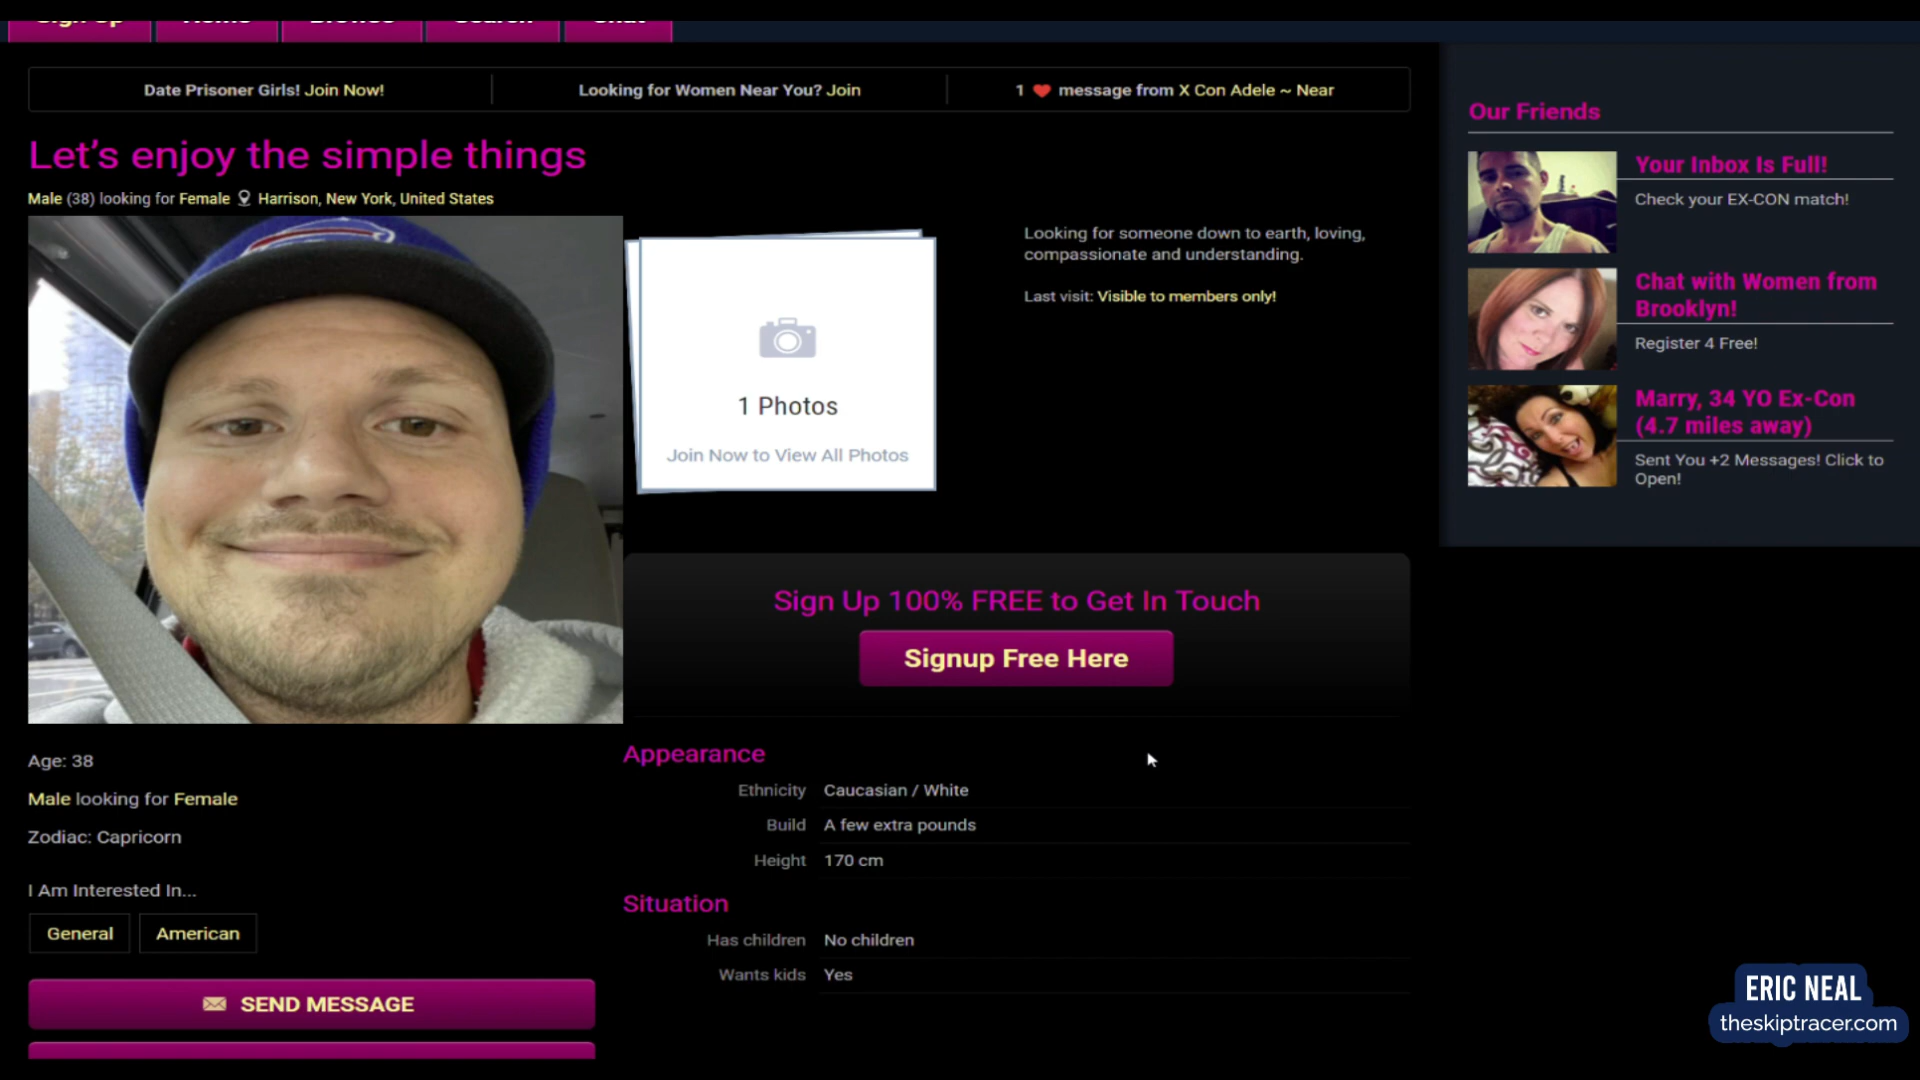 Sign Up Home Browse Search Chat
Date Prisoner Girls! Join Now!
Looking for Women Near You? Join
1 ❤ message from X Con Adele ~ Near
Let's enjoy the simple things
Male (38) looking for Female Harrison, New York, United States
Looking for someone down to earth, loving,
compassionate and understanding.
Last visit: Visible to members only!
1 Photos
Join Now to View All Photos
Sign Up 100% FREE to Get In Touch
Signup Free Here
Age: 38
Male looking for Female
Zodiac: Capricorn
I Am Interested In...
General American
SEND MESSAGE
Appearance
Ethnicity Caucasian / White
Build A few extra pounds
Height 170 cm
Situation
Has children No children
Wants kids Yes
Our Friends
Your Inbox Is Full!
Check your EX-CON match!
Chat with Women from
Brooklyn!
Register 4 Free!
Marry, 34 YO Ex-Con
(4.7 miles away)
Sent You +2 Messages! Click to
Open!
ERIC NEAL
theskiptracer.com